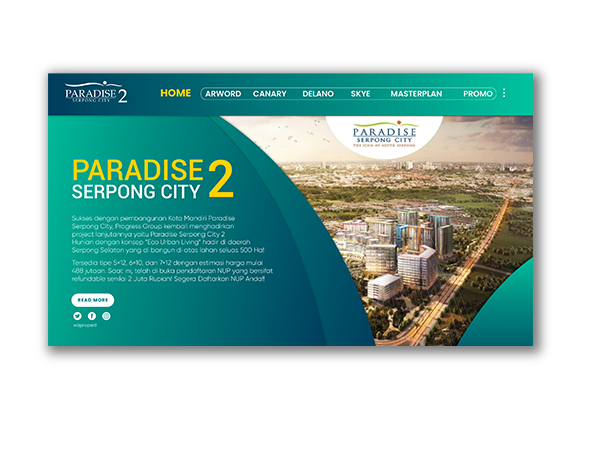 PARADISE 2
SERPONG CITY
HOME ARWORD CANARY DELANO SKYE MASTERPLAN PROMO
PARADISE
SERPONG CITY
THE ICON OF SOUTH SERPONG
PARADISE 2
SERPONG CITY
Sukses dengan pembangunan Kota Mandiri Paradise
Serpong City, Progress Group kembali menghadirkan
project lanjutannya yaitu Paradise Serpong City 2
Hunian dengan konsep "Eco Urban Living" hadir di daerah
Serpong Selatan yang di bangun di atas lahan seluas 500 Ha!
Tersedia tipe 5×12, 6×10, dan 7×12 dengan estimasi harga mulai
488 jutaan. Saat ini, telah di buka pendaftaran NUP yang bersifat
refundable senilai 2 Juta Rupiah! Segera Daftarkan NUP Anda!!
READ MORE